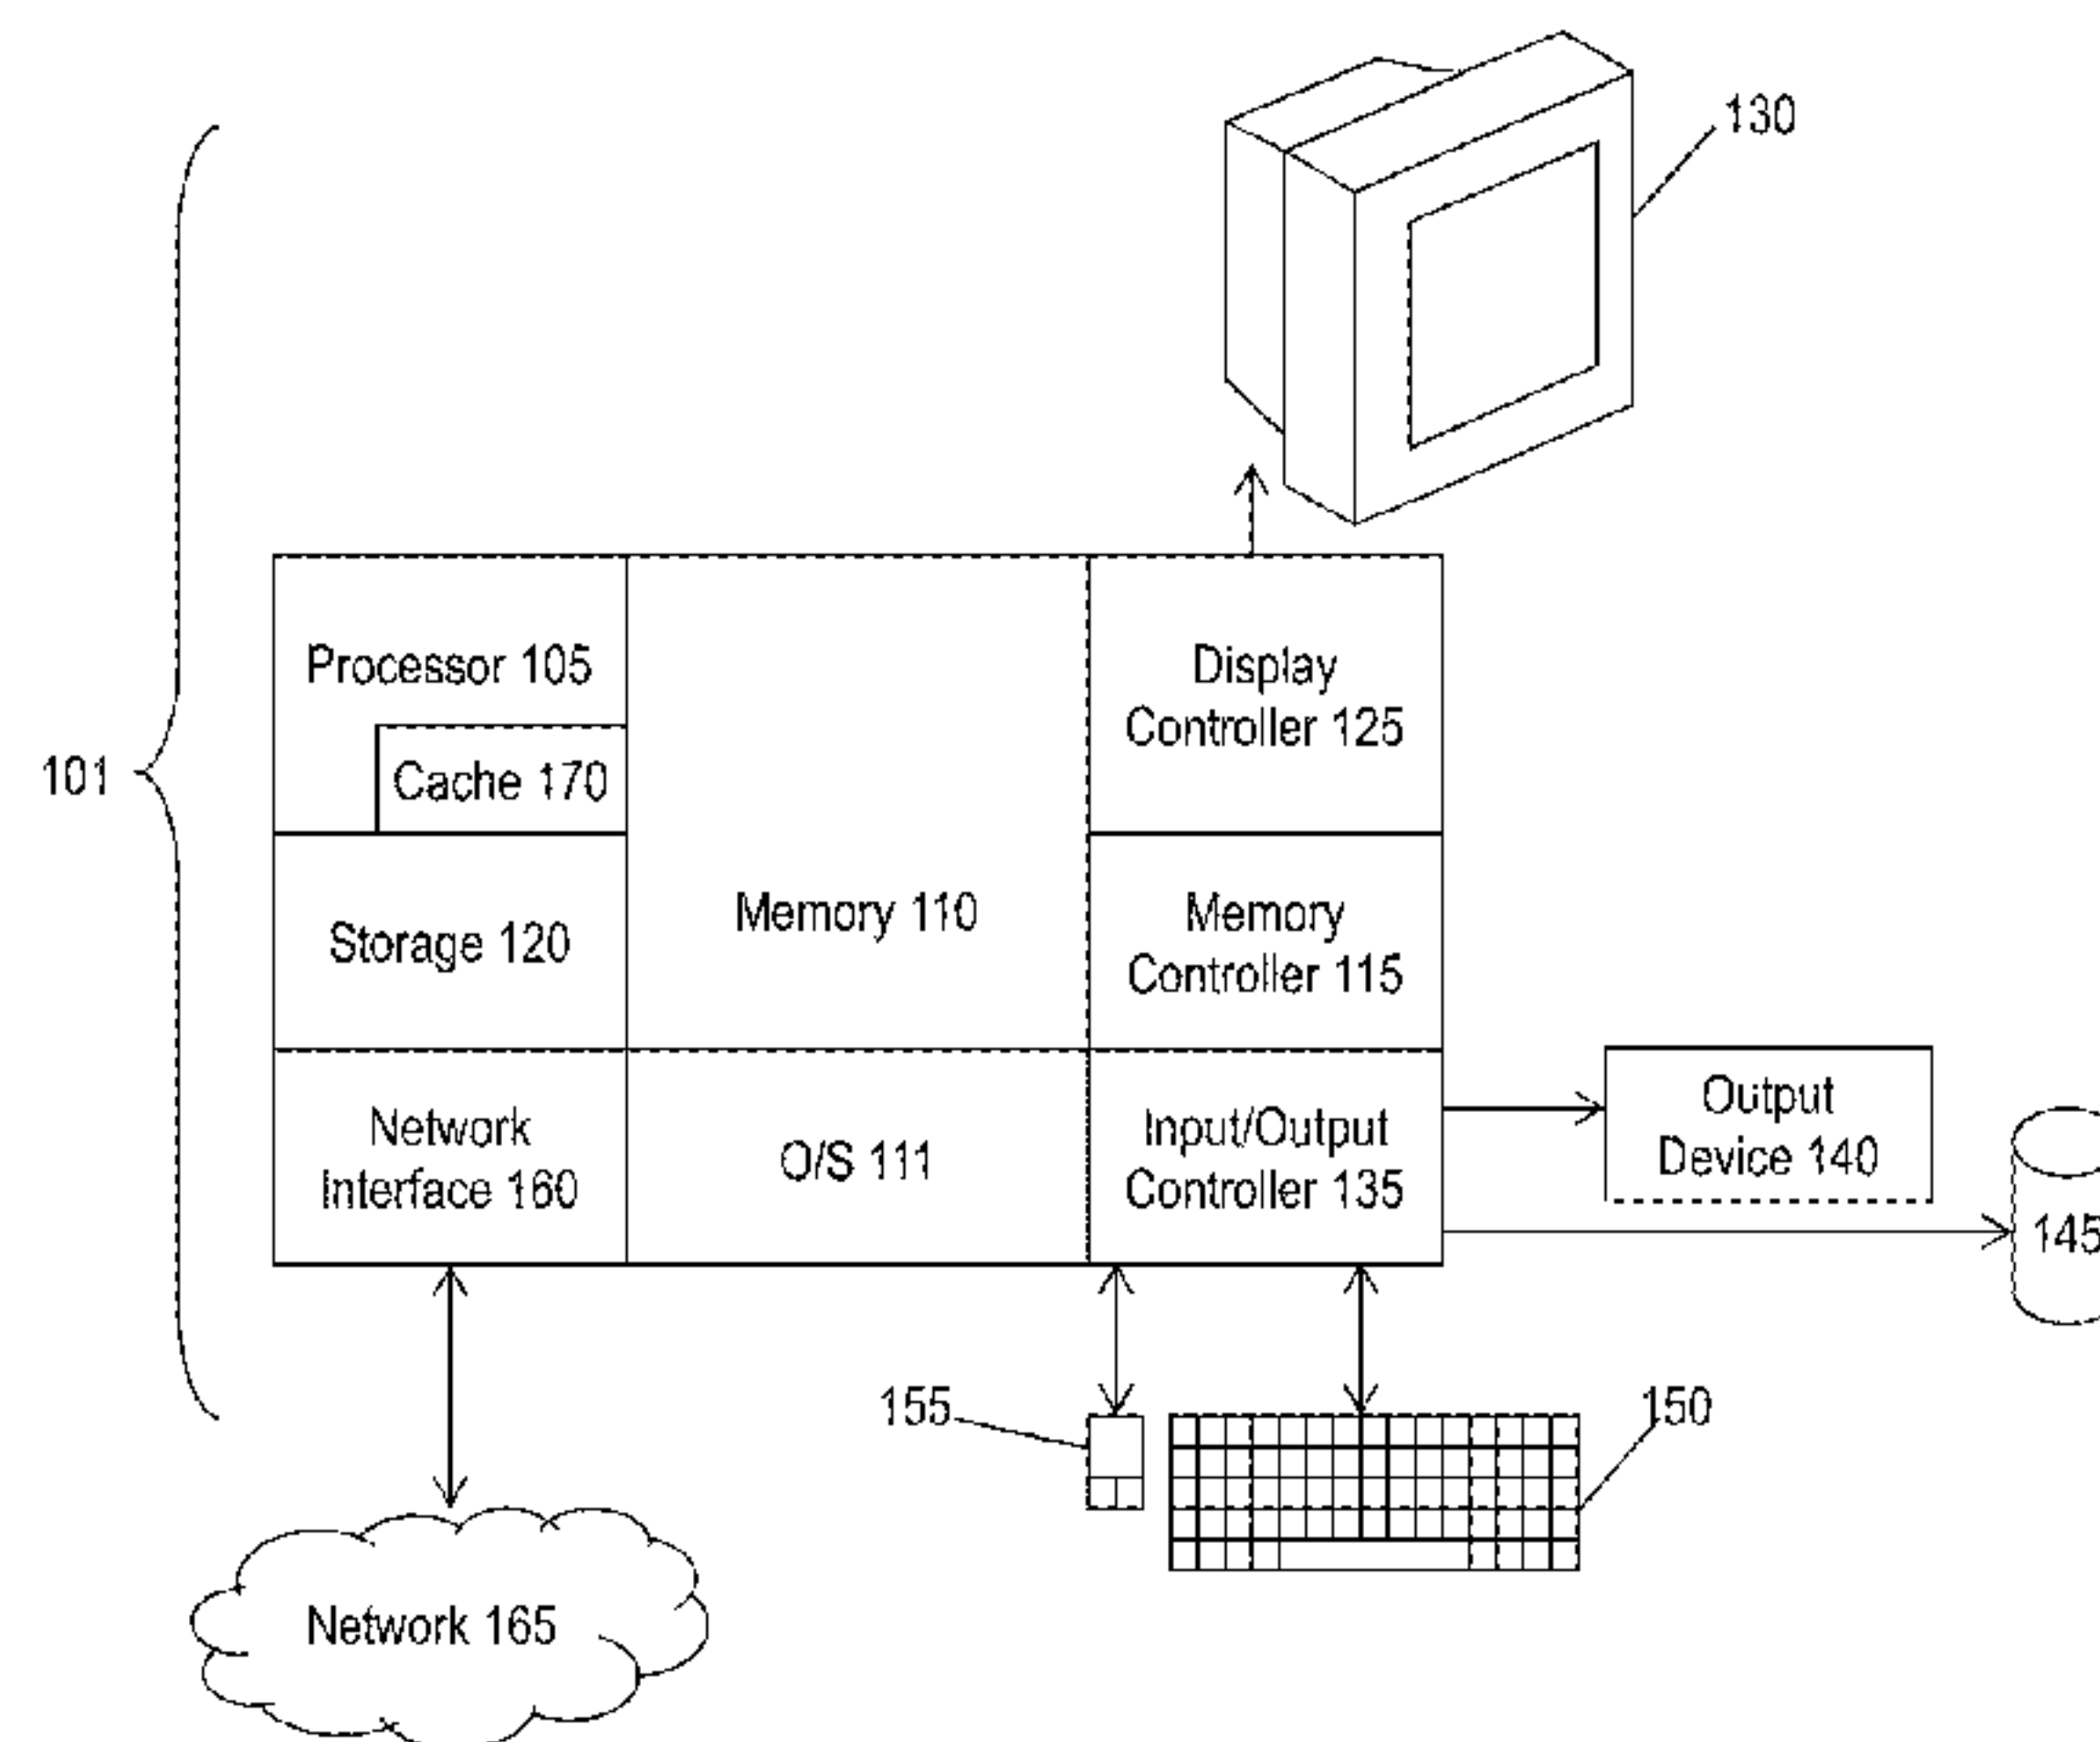 130
Processor 105
Display
Controller 125
101
Cache 170
Storage 120
Memory 110
Memory
Controller 115
Network
Interface 160
O/S 111
Input/Output
Controller 135
Output
Device 140
145
155
150
Network 165